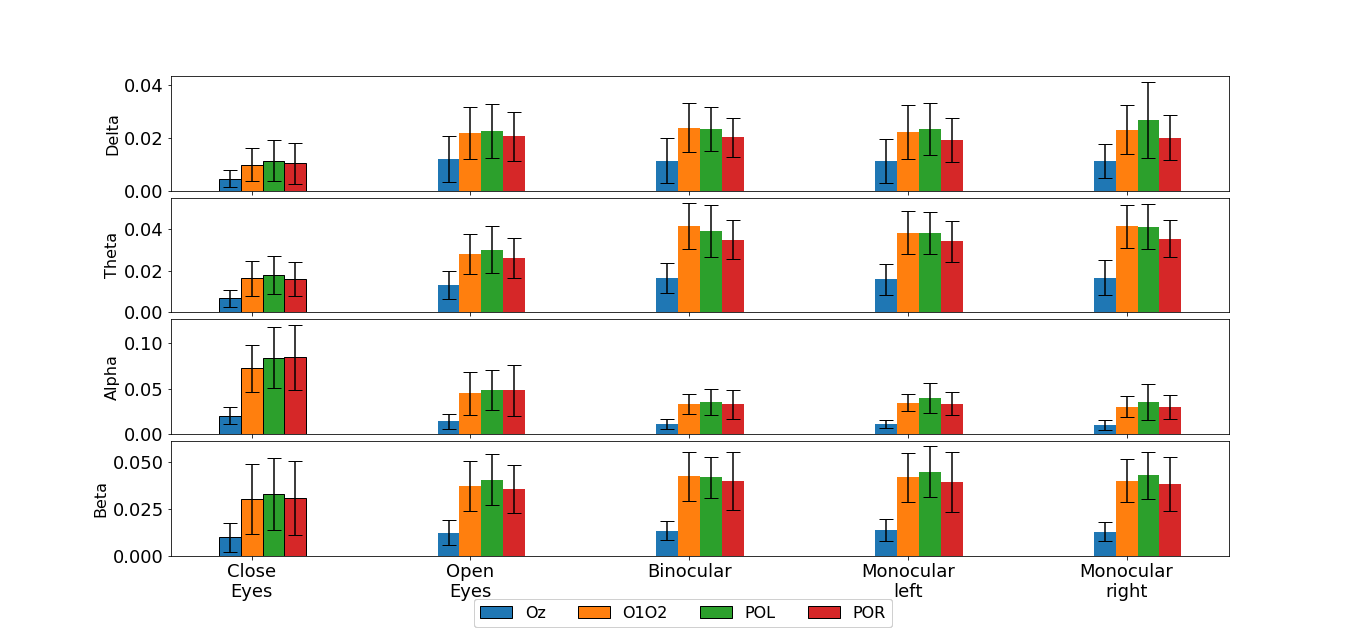 0.04
0.02
0.00
Delta
0.04
0.02
0.00
Theta
0.10
0.05
0.00
Alpha
0.050
0.025
0.000
Beta
Close Eyes
Open Eyes
Binocular
Monocular left
Monocular right
Oz O1O2 POL POR